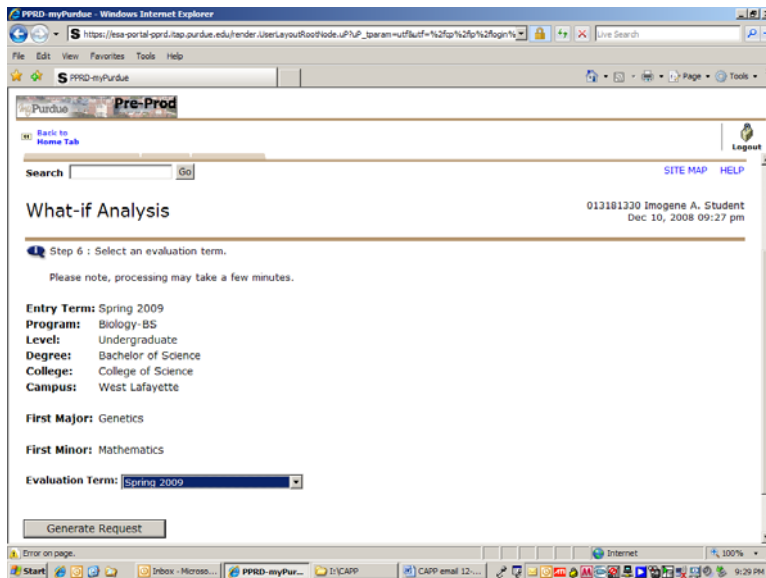 PPRD-myPurdue - Windows Internet Explorer
https://esa-portal-pprd.itap.purdue.edu/render.UserLayoutRootNode.uP?uP_tparam=utf&utf=%2fcp%2fip%2flogin%
Live Search
File Edit View Favorites Tools Help
PPRD-myPurdue
Page
Tools
Purdue Pre-Prod
Back to
Home Tab
Logout
Search
Go
SITE MAP HELP
What-if Analysis
013181330 Imogene A. Student
Dec 10, 2008 09:27 pm
Step 6 : Select an evaluation term.
Please note, processing may take a few minutes.
Entry Term: Spring 2009
Program: Biology-BS
Level: Undergraduate
Degree: Bachelor of Science
College: College of Science
Campus: West Lafayette
First Major: Genetics
First Minor: Mathematics
Evaluation Term: Spring 2009
Generate Request
Error on page.
Internet
100%
Start
Inbox - Microso...
PPRD-myPur...
I:\CAPP
CAPP email 12-...
9:29 PM